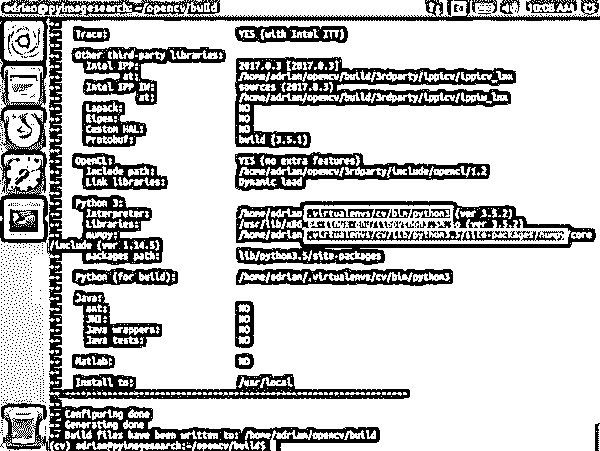 adrian@pyimagesearch: ~/opencv/build
Trace: YES (with Intel ITT)
Other third-party libraries:
Intel IPP: 2017.0.3 [2017.0.3]
at: /home/adrian/opencv/build/3rdparty/ippicv/ippicv_lnx
Intel IPP IW: sources (2017.0.3)
at: /home/adrian/opencv/build/3rdparty/ippicv/ippiw_lnx
Lapack: NO
Eigen: NO
Custom HAL: NO
Protobuf: build (3.5.1)
OpenCL: YES (no extra features)
Include path: /home/adrian/opencv/3rdparty/include/opencl/1.2
Link libraries: Dynamic load
Python 3:
Interpreter: /home/adrian/.virtualenvs/cv/bin/python3 (ver 3.5.2)
Libraries: (ver 3.5.2)
numpy: /home/adrian/.virtualenvs/cv/lib/python3.5/site-packages/numpy/core
/include (ver 1.14.5)
packages path: lib/python3.5/site-packages
Python (for build): /home/adrian/.virtualenvs/cv/bin/python3
Java:
ant: NO
JNI: NO
Java wrappers: NO
Java tests: NO
Matlab: NO
Install to: /usr/local
Configuring done
Generating done
Build files have been written to: /home/adrian/opencv/build
(cv) adrian@pyimagesearch:~/opencv/build$